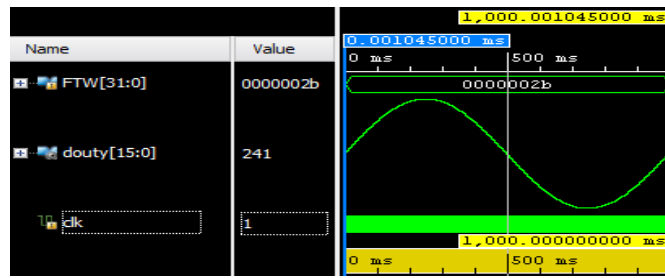 1,000.001045000 ms
Name Value 0.001045000 ms
0 ms 500 ms
FTW[31:0] 0000002b 0000002b
douty[15:0] 241
clk 1
1,000.000000000 ms
0 ms 500 ms